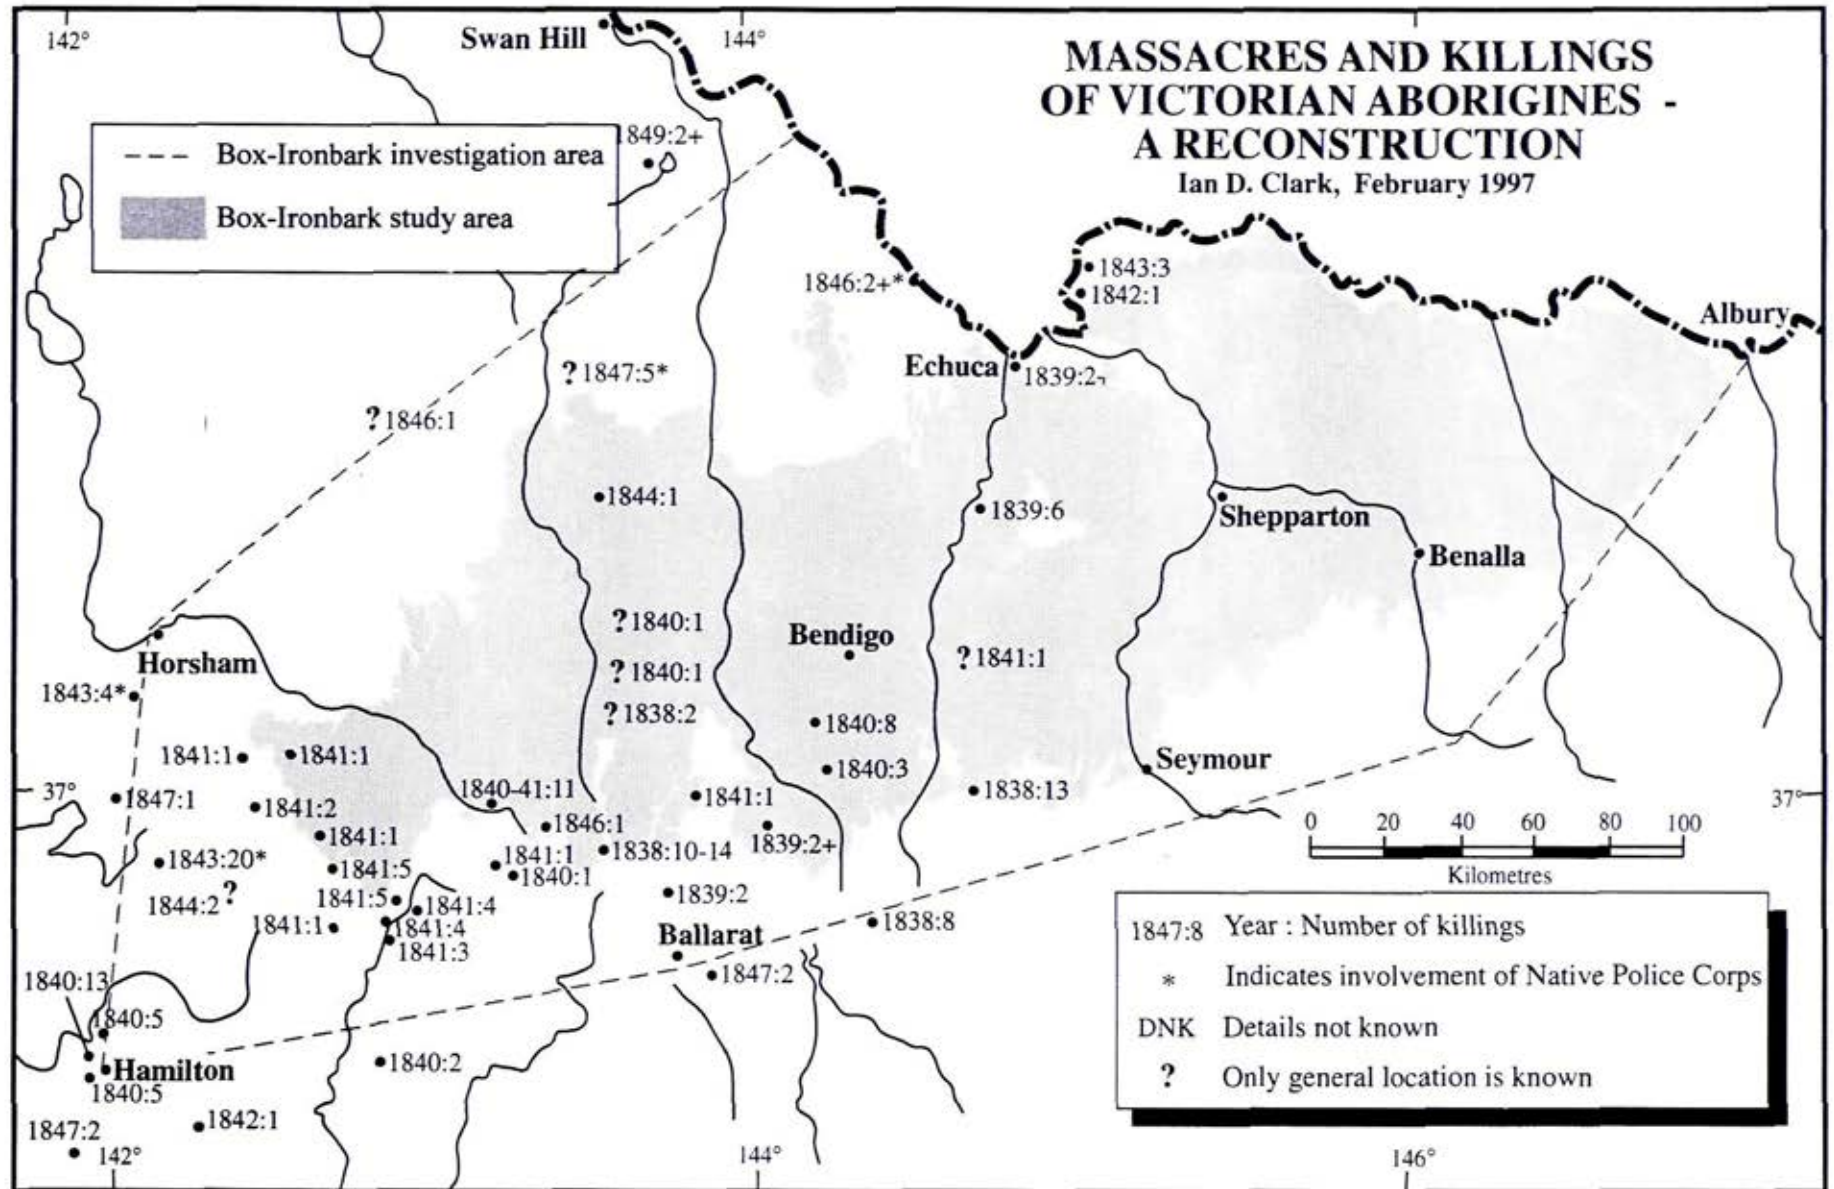 142°
Swan Hill
144°
MASSACRES AND KILLINGS
OF VICTORIAN ABORIGINES -
A RECONSTRUCTION
Ian D. Clark, February 1997
Box-Ironbark investigation area
Box-Ironbark study area
1849:2+
1843:3
1842:1
1846:2+*
Albury
Echuca
1839:2
? 1847:5*
? 1846:1
1844:1
1839:6
Shepparton
Benalla
? 1840:1
Bendigo
Horsham
? 1841:1
? 1840:1
1843:4*
? 1838:2
1840:8
1841:1
1841:1
1840:3
Seymour
37°
1847:1
1841:2
1840-41:11
1841:1
1838:13
37°
1841:1
1846:1
1839:2+
0 20 40 60 80 100
Kilometres
1843:20*
1841:5
1841:1
1840:1
1838:10-14
1844:2 ?
1841:5
1841:4
1839:2
1841:1
1841:4
1841:3
1838:8
Ballarat
1847:2
1840:13
1840:5
Hamilton
1840:5
1840:2
1842:1
1847:2
142°
144°
146°
1847:8 Year : Number of killings
* Indicates involvement of Native Police Corps
DNK Details not known
? Only general location is known